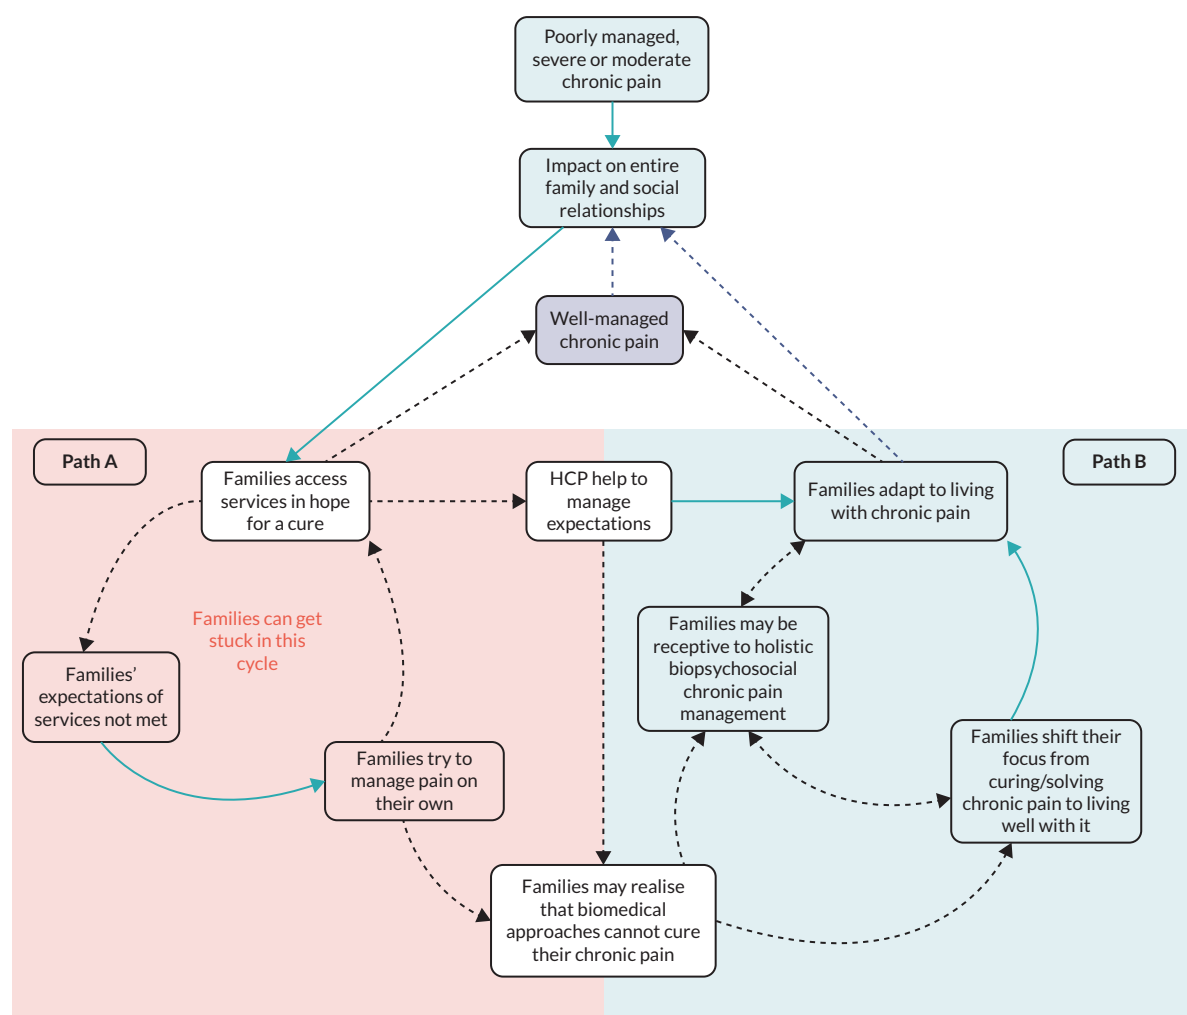 Poorly managed,
severe or moderate
chronic pain
Impact on entire
family and social
relationships
Well-managed
chronic pain
Path A
Path B
Families access
services in hope
for a cure
HCP help to
manage
expectations
Families adapt to living
with chronic pain
Families can get
stuck in this
cycle
Families may be
receptive to holistic
biopsychosocial
chronic pain
management
Families’
expectations of
services not met
Families try to
manage pain on
their own
Families shift their
focus from
curing/solving
chronic pain to living
well with it
Families may realise
that biomedical
approaches cannot cure
their chronic pain